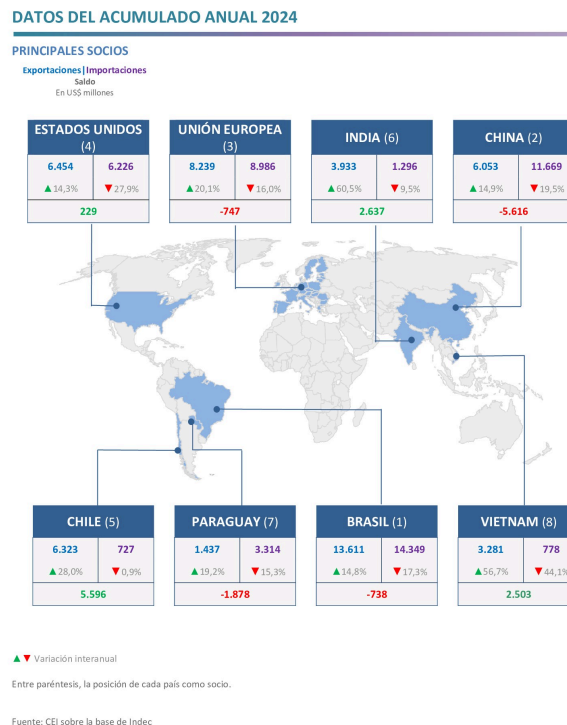 DATOS DEL ACUMULADO ANUAL 2024
PRINCIPALES SOCIOS
Exportaciones|Importaciones
Saldo
En US$ millones
ESTADOS UNIDOS
(4)
6.454 6.226
▲14,3% ▼27,9%
229
UNIÓN EUROPEA
(3)
8.239 8.986
▲20,1% ▼16,0%
-747
INDIA (6)
3.933 1.296
▲60,5% ▼9,5%
2.637
CHINA (2)
6.053 11.669
▲14,9% ▼19,5%
-5.616
CHILE (5)
6.323 727
▲28,0% ▼0,9%
5.596
PARAGUAY (7)
1.437 3.314
▲19,2% ▼15,3%
-1.878
BRASIL (1)
13.611 14.349
▲14,8% ▼17,3%
-738
VIETNAM (8)
3.281 778
▲56,7% ▼44,1%
2.503
▲▼ Variación interanual
Entre paréntesis, la posición de cada país como socio.
Fuente: CEI sobre la base de Indec